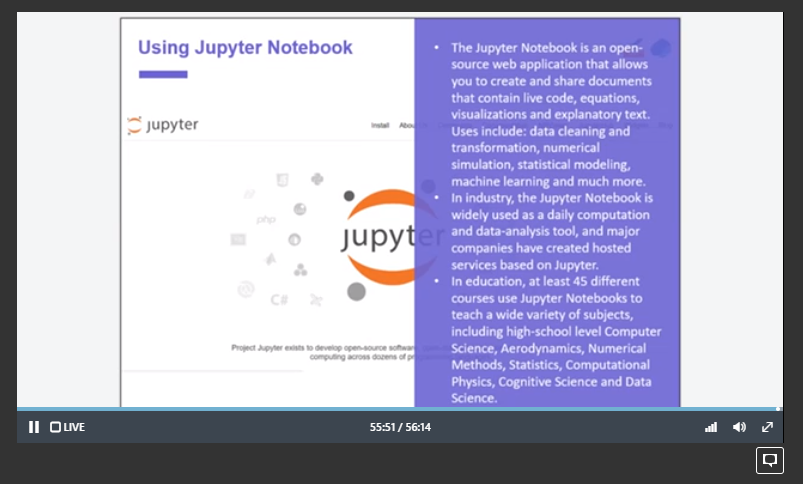 Using Jupyter Notebook
jupyter
Install
php
C#
jupyter
Project Jupyter exists to develop open-source software,
computing across dozens of
• The Jupyter Notebook is an open-
source web application that allows
you to create and share documents
that contain live code, equations,
visualizations and explanatory text.
Uses include: data cleaning and
transformation, numerical
simulation, statistical modeling,
machine learning and much more.
• In industry, the Jupyter Notebook is
widely used as a daily computation
and data-analysis tool, and major
companies have created hosted
services based on Jupyter.
• In education, at least 45 different
courses use Jupyter Notebooks to
teach a wide variety of subjects,
including high-school level Computer
Science, Aerodynamics, Numerical
Methods, Statistics, Computational
Physics, Cognitive Science and Data
Science.
LIVE
55:51 / 56:14